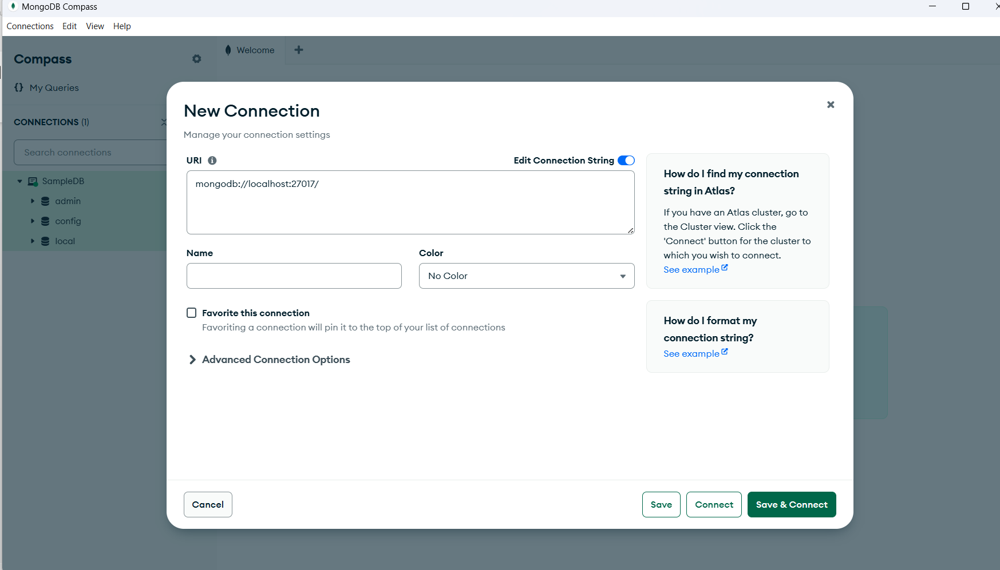 MongoDB Compass
Connections Edit View Help
Compass
Welcome
My Queries
CONNECTIONS (1)
Search connections
SampleDB
admin
config
local
New Connection
Manage your connection settings
URI
Edit Connection String
mongodb://localhost:27017/
Name
Color
No Color
Favorite this connection
Favoriting a connection will pin it to the top of your list of connections
Advanced Connection Options
How do I find my connection
string in Atlas?
If you have an Atlas cluster, go to
the Cluster view. Click the
'Connect' button for the cluster to
which you wish to connect.
See example
How do I format my
connection string?
See example
Cancel
Save
Connect
Save & Connect